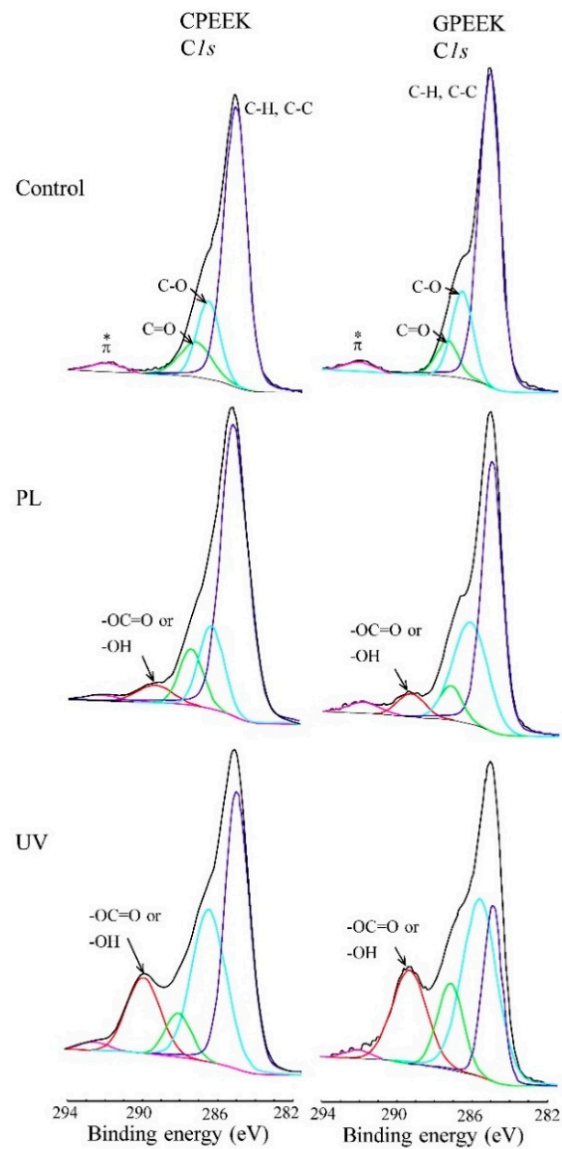 CPEEK
C1s
GPEEK
C1s
C-H, C-C
C-H, C-C
Control
C-O
C=O
*
π
C-O
C=O
*
π
PL
-OC=O or
-OH
-OC=O or
-OH
UV
-OC=O or
-OH
-OC=O or
-OH
294 290 286 282
294 290 286 282
Binding energy (eV)
Binding energy (eV)